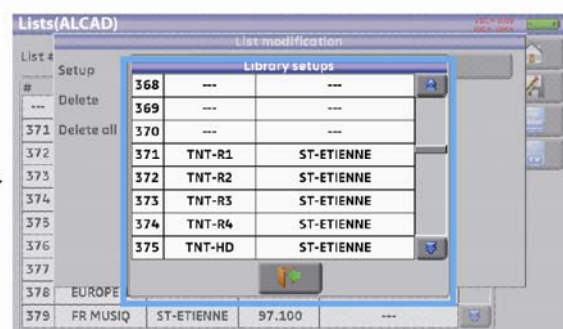 Lists(ALCAD)
List modification
List #
Setup
Library setups
#
368 --- ---
--- Delete 369 --- ---
371 Delete all 370 --- ---
371 TNT-R1 ST-ETIENNE
372 372 TNT-R2 ST-ETIENNE
373 373 TNT-R3 ST-ETIENNE
374 374 TNT-R4 ST-ETIENNE
375 375 TNT-HD ST-ETIENNE
376
377
378 EUROPE
379 FR MUSIQ ST-ETIENNE 97.100 ---